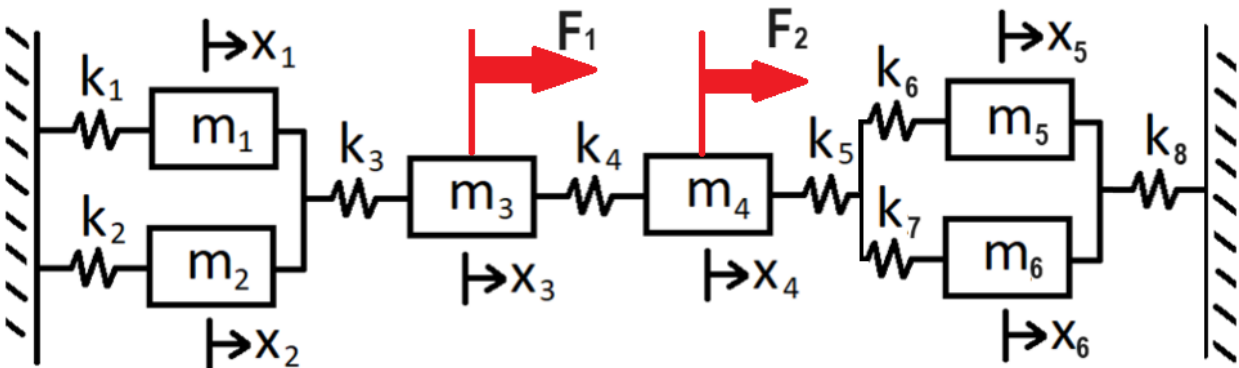 F₁
F₂
x₁
x₅
k₁
k₆
m₁
m₅
k₃
k₄
k₅
k₈
m₃
m₄
k₂
k₇
m₂
m₆
x₃
x₄
x₂
x₆